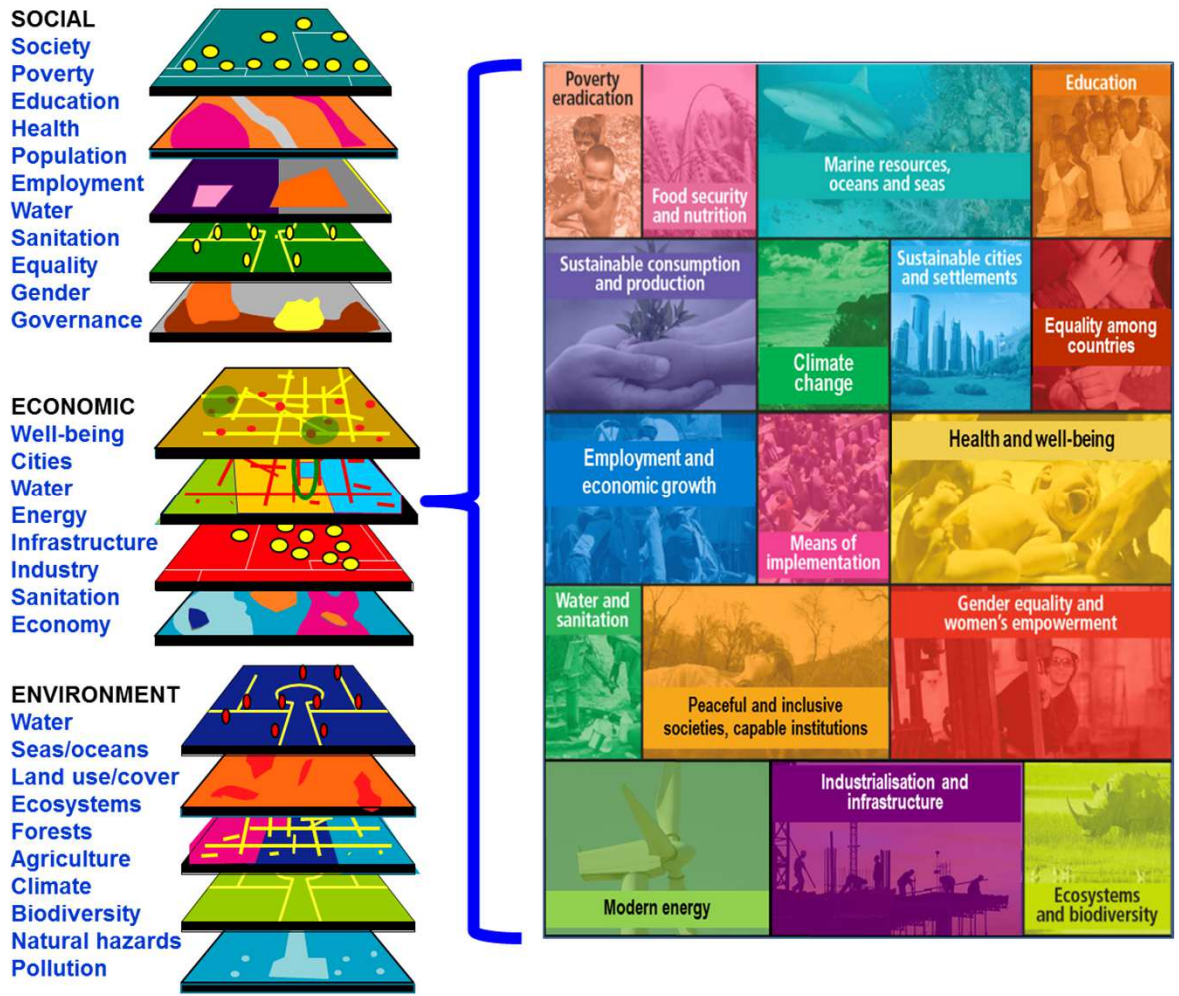 SOCIAL
Society
Poverty
Education
Health
Population
Employment
Water
Sanitation
Equality
Gender
Governance
ECONOMIC
Well-being
Cities
Water
Energy
Infrastructure
Industry
Sanitation
Economy
ENVIRONMENT
Water
Seas/oceans
Land use/cover
Ecosystems
Forests
Agriculture
Climate
Biodiversity
Natural hazards
Pollution
Poverty
eradication
Food security
and nutrition
Marine resources,
oceans and seas
Education
Sustainable consumption
and production
Climate
change
Sustainable cities
and settlements
Equality among
countries
Employment and
economic growth
Means of
implementation
Health and well-being
Water and
sanitation
Peaceful and inclusive
societies, capable institutions
Gender equality and
women's empowerment
Modern energy
Industrialisation and
infrastructure
Ecosystems
and biodiversity